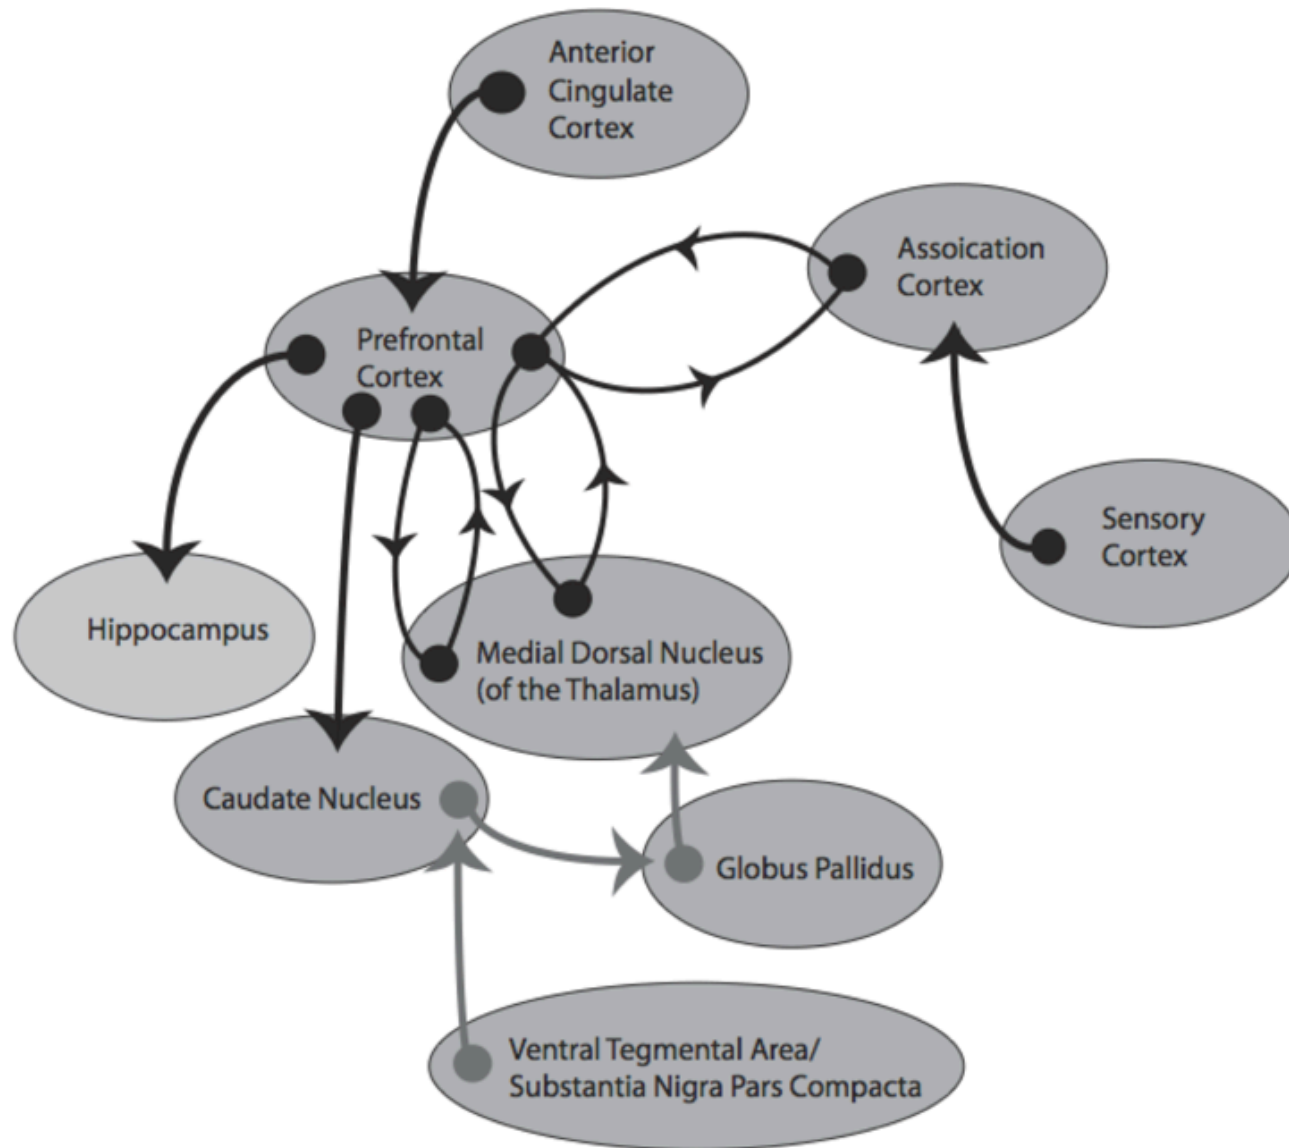 Anterior
Cingulate
Cortex
Assoication
Cortex
Prefrontal
Cortex
Sensory
Cortex
Hippocampus
Medial Dorsal Nucleus
(of the Thalamus)
Caudate Nucleus
Globus Pallidus
Ventral Tegmental Area/
Substantia Nigra Pars Compacta